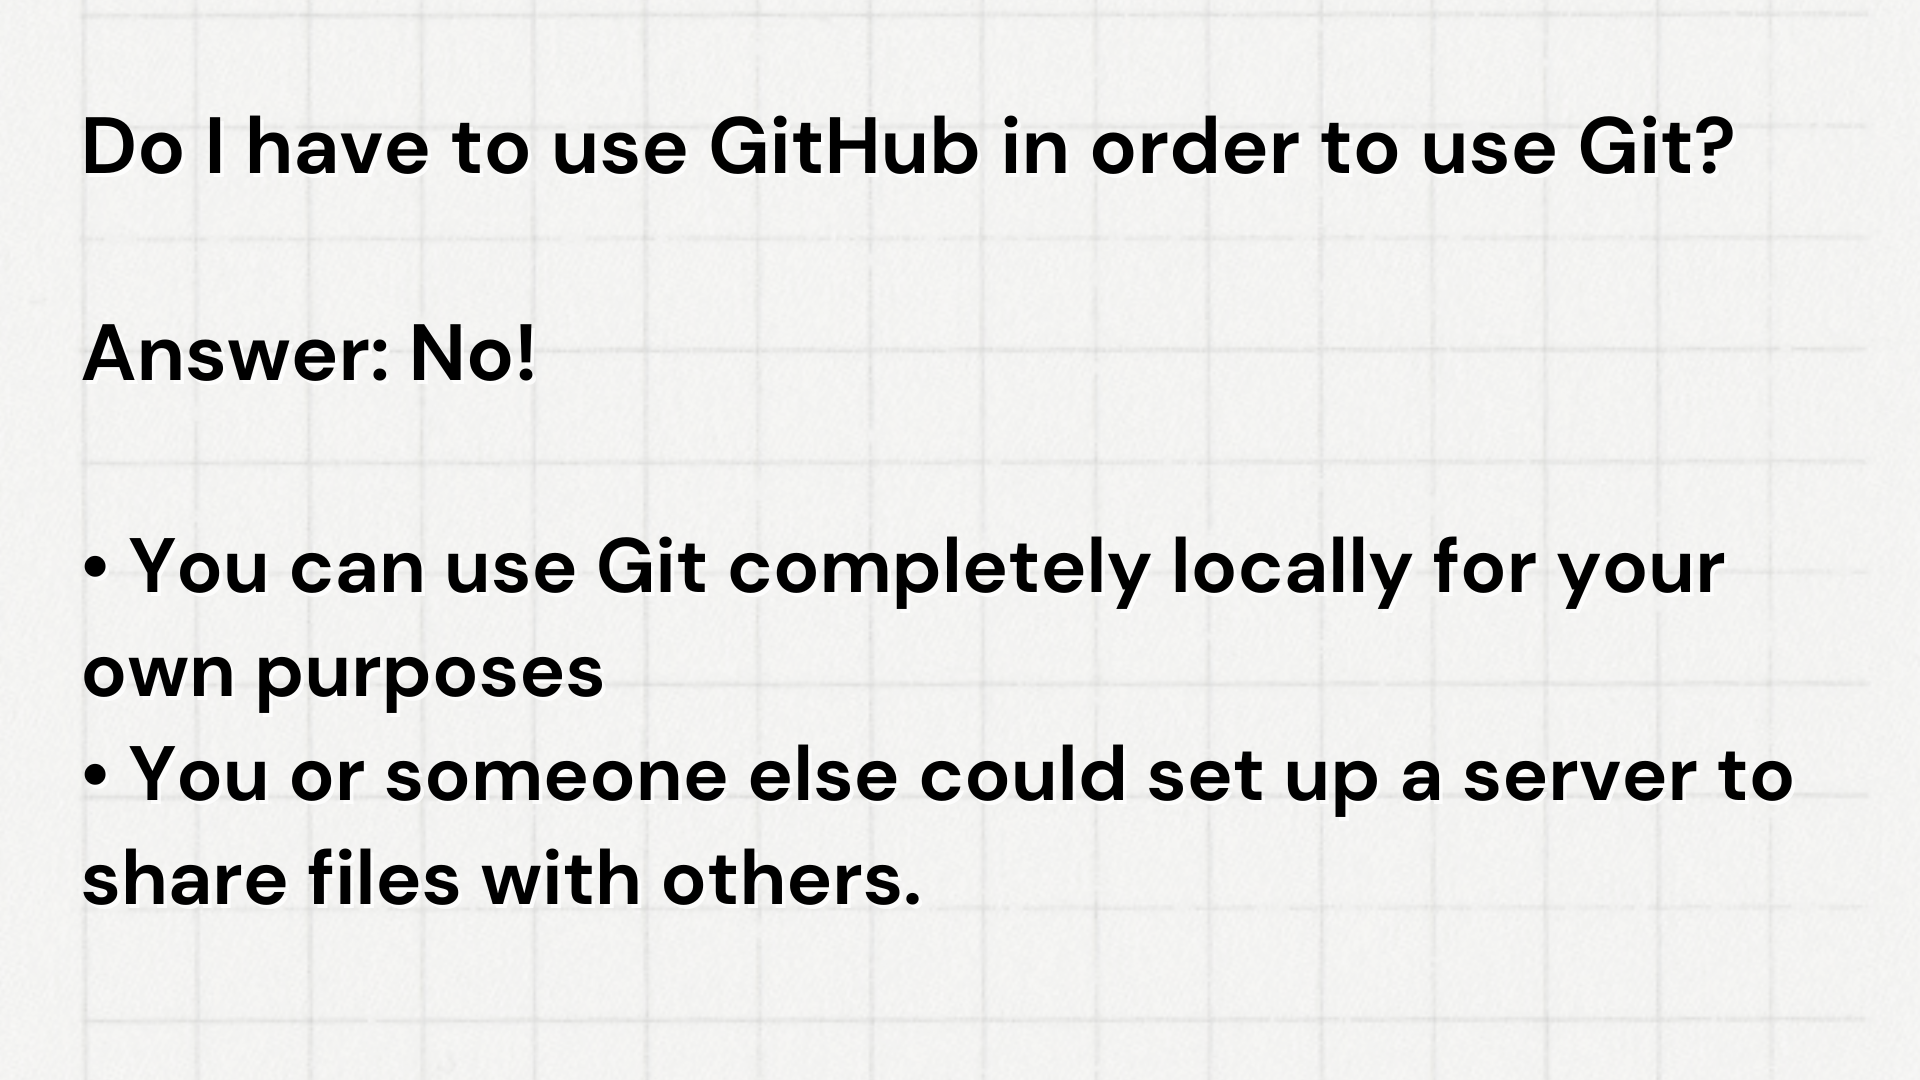 Do I have to use GitHub in order to use Git?
Answer: No!
• You can use Git completely locally for your
own purposes
• You or someone else could set up a server to
share files with others.